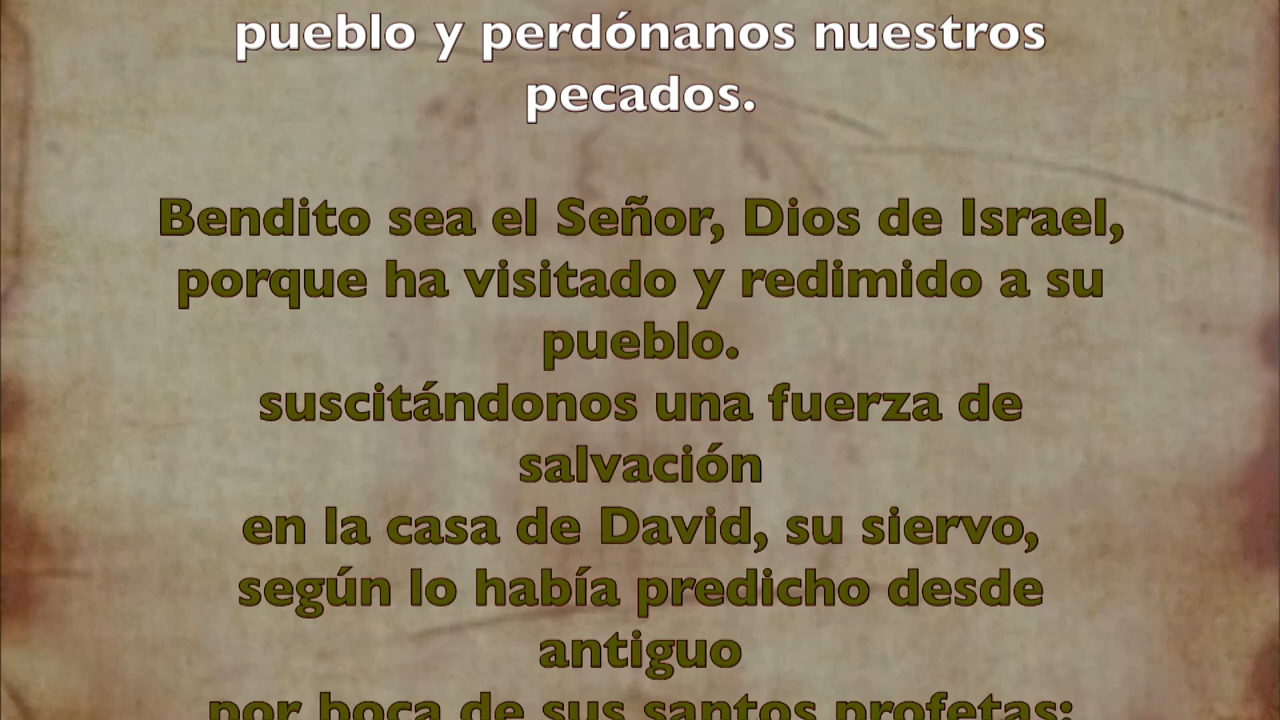 pueblo y perdónanos nuestros
pecados.
Bendito sea el Señor, Dios de Israel,
porque ha visitado y redimido a su
pueblo.
suscitándonos una fuerza de
salvación
en la casa de David, su siervo,
según lo había predicho desde
antiguo
por boca de sus santos profetas: